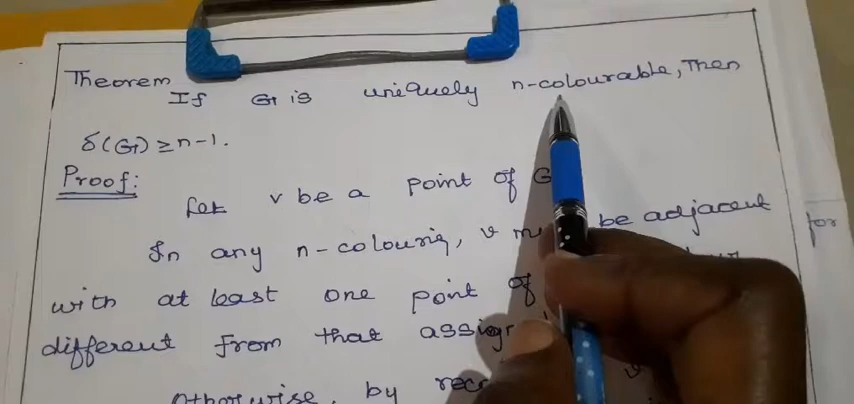 Theorem
If G is uniquely n-colourable, Then
δ(G) ≥ n-1.
Proof:
Let v be a point of G
In any n-colouring, v be adjacent
with at least one point of
different from that
Otherwise, by
for